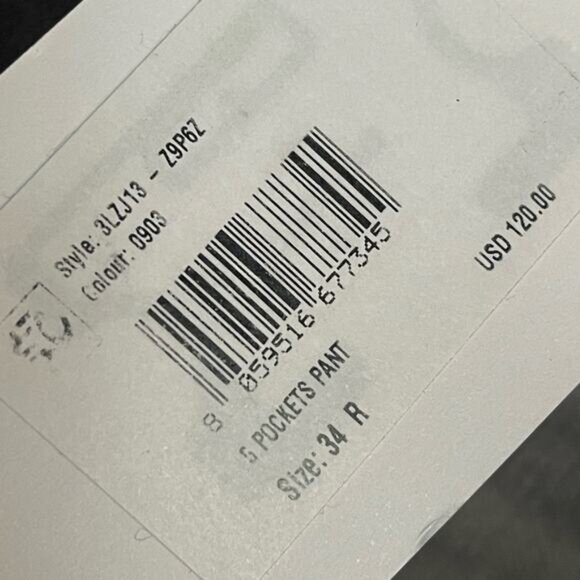 Style: 3LZJ13 - Z9P6Z
Colour: 0903
8 059516 677345
USD 120.00
5 POCKETS PANT
Size: 34 R